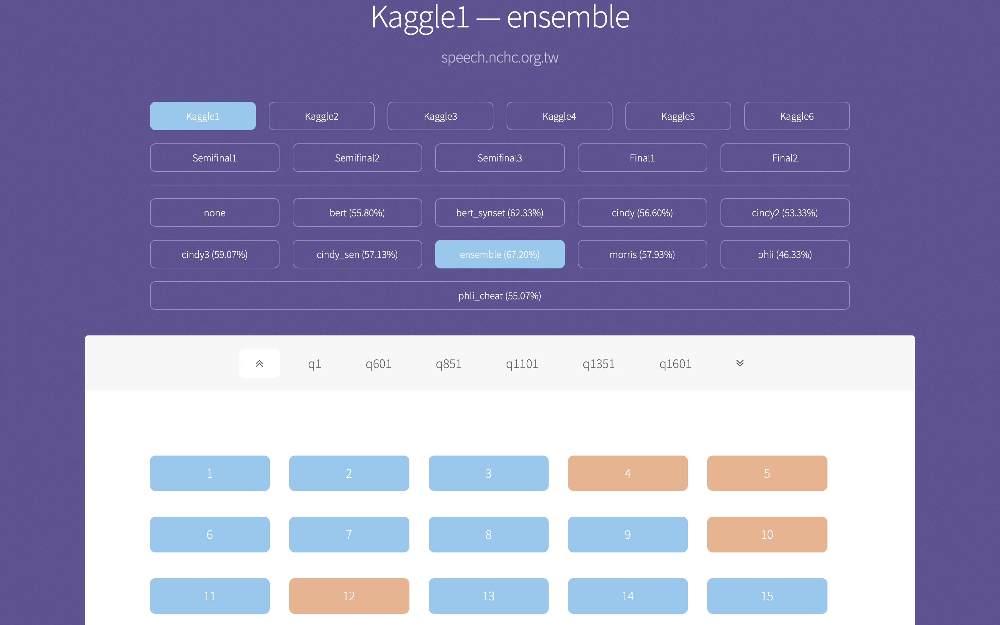 Kaggle1 — ensemble
speech.nchc.org.tw
Kaggle1 Kaggle2 Kaggle3 Kaggle4 Kaggle5 Kaggle6
Semifinal1 Semifinal2 Semifinal3 Final1 Final2
none bert (55.80%) bert_synset (62.33%) cindy (56.60%) cindy2 (53.33%)
cindy3 (59.07%) cindy_sen (57.13%) ensemble (67.20%) morris (57.93%) phli (46.33%)
phli_cheat (55.07%)
q1 q601 q851 q1101 q1351 q1601
1 2 3 4 5
6 7 8 9 10
11 12 13 14 15